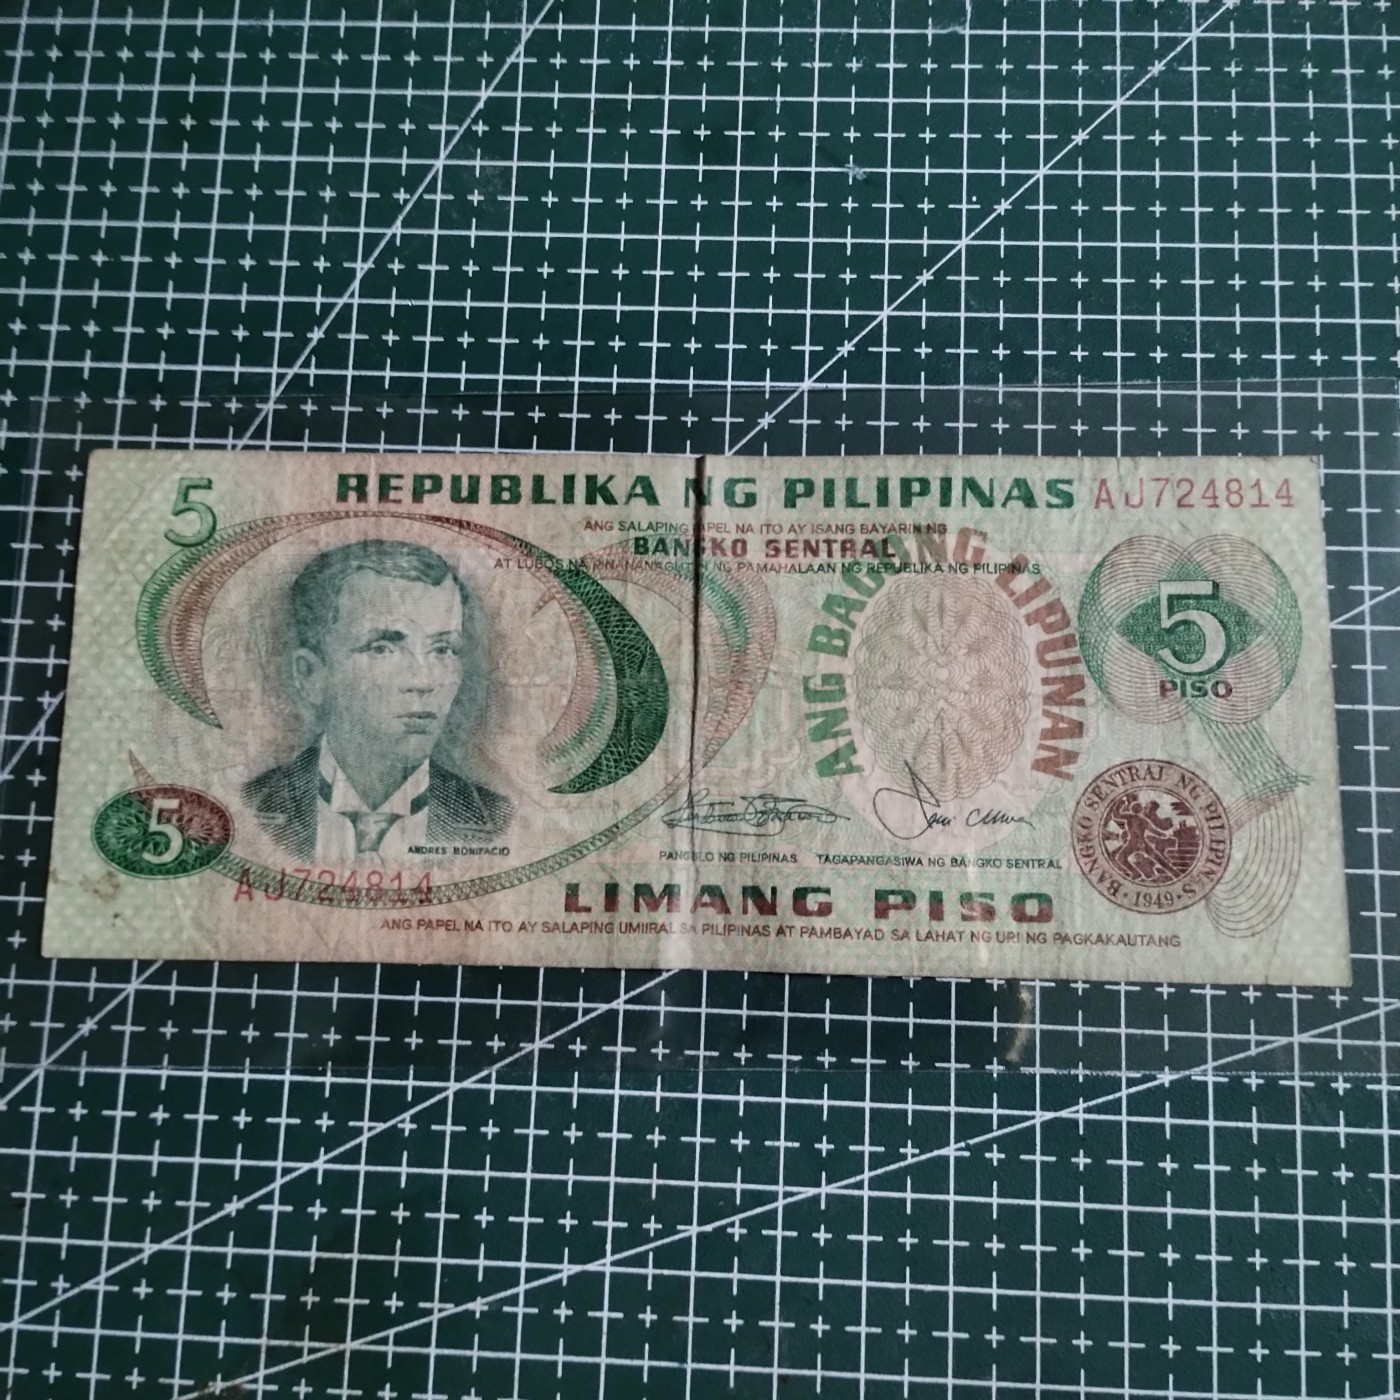 5
REPUBLIKA NG PILIPINAS
AJ724814
ANG SALAPING PAPEL NA ITO AY ISANG BAYARIN NG
BANGKO SENTRAL
AT LUBOS NA PINANANAGUTAN NG PAMAHALAAN NG REPUBLIKA NG PILIPINAS
ANG BAGONG LIPUNAN
5
PISO
5
ANDRES BONIFACIO
PANGULO NG PILIPINAS
TAGAPANGASIWA NG BANGKO SENTRAL
BANGKO SENTRAL NG PILIPINAS
1949
AJ724814
LIMANG PISO
ANG PAPEL NA ITO AY SALAPING UMIIRAL SA PILIPINAS AT PAMBAYAD SA LAHAT NG URI NG PAGKAKAUTANG